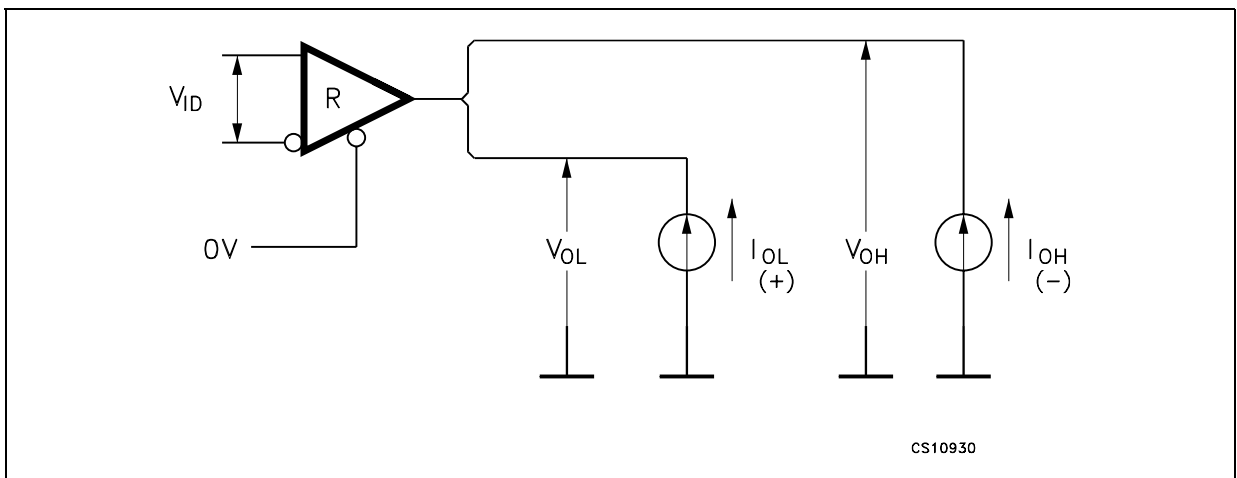 VID
R
0V
VOL
IOL
(+)
VOH
IOH
(-)
CS10930